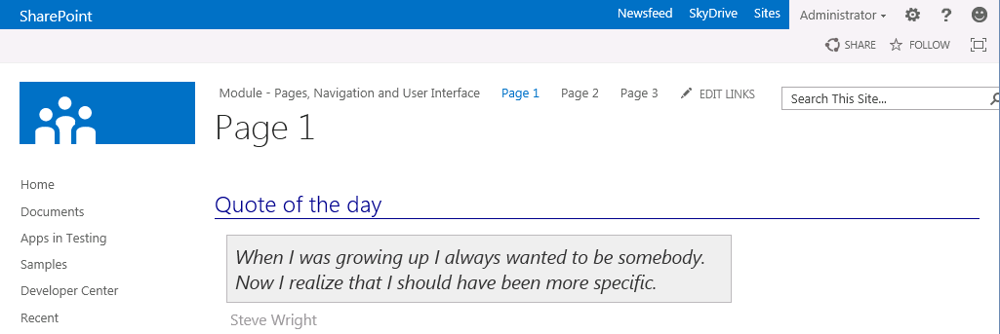 SharePoint
Newsfeed SkyDrive Sites Administrator ?
SHARE FOLLOW
Module - Pages, Navigation and User Interface Page 1 Page 2 Page 3 EDIT LINKS
Search This Site...
Page 1
Home
Documents
Apps in Testing
Samples
Developer Center
Recent
Quote of the day
When I was growing up I always wanted to be somebody.
Now I realize that I should have been more specific.
Steve Wright